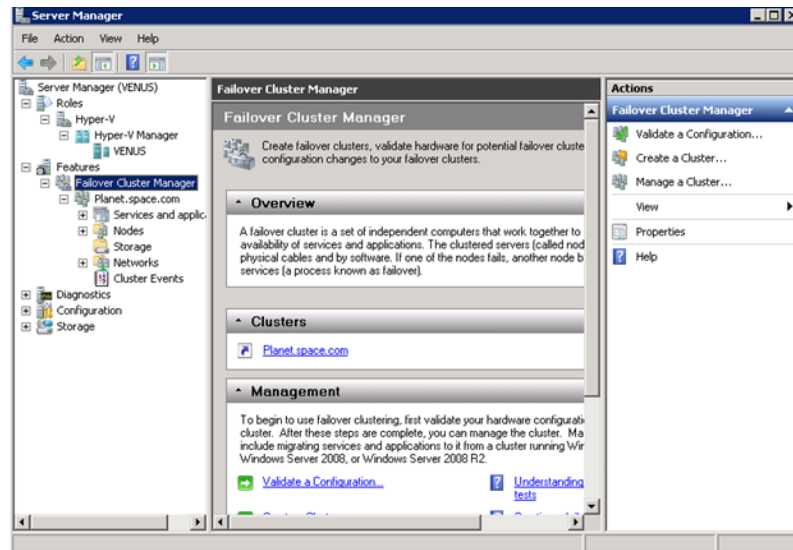 Server Manager
File Action View Help
Server Manager (VENUS)
Roles
Hyper-V
Hyper-V Manager
VENUS
Features
Failover Cluster Manager
Planet.space.com
Services and applic
Nodes
Storage
Networks
Cluster Events
Diagnostics
Configuration
Storage
Failover Cluster Manager
Failover Cluster Manager
Create failover clusters, validate hardware for potential failover cluste
configuration changes to your failover clusters.
Overview
A failover cluster is a set of independent computers that work together to
availability of services and applications. The clustered servers (called nod
physical cables and by software. If one of the nodes fails, another node b
services (a process known as failover).
Clusters
Planet.space.com
Management
To begin to use failover clustering, first validate your hardware configurati
cluster. After these steps are complete, you can manage the cluster. Ma
include migrating services and applications to it from a cluster running Wir
Windows Server 2008, or Windows Server 2008 R2.
Validate a Configuration...
Understanding
tests
Actions
Failover Cluster Manager
Validate a Configuration...
Create a Cluster...
Manage a Cluster...
View
Properties
Help